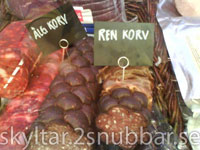 ÄLG KORV
REN KORV
skyltar.2snubbar.se